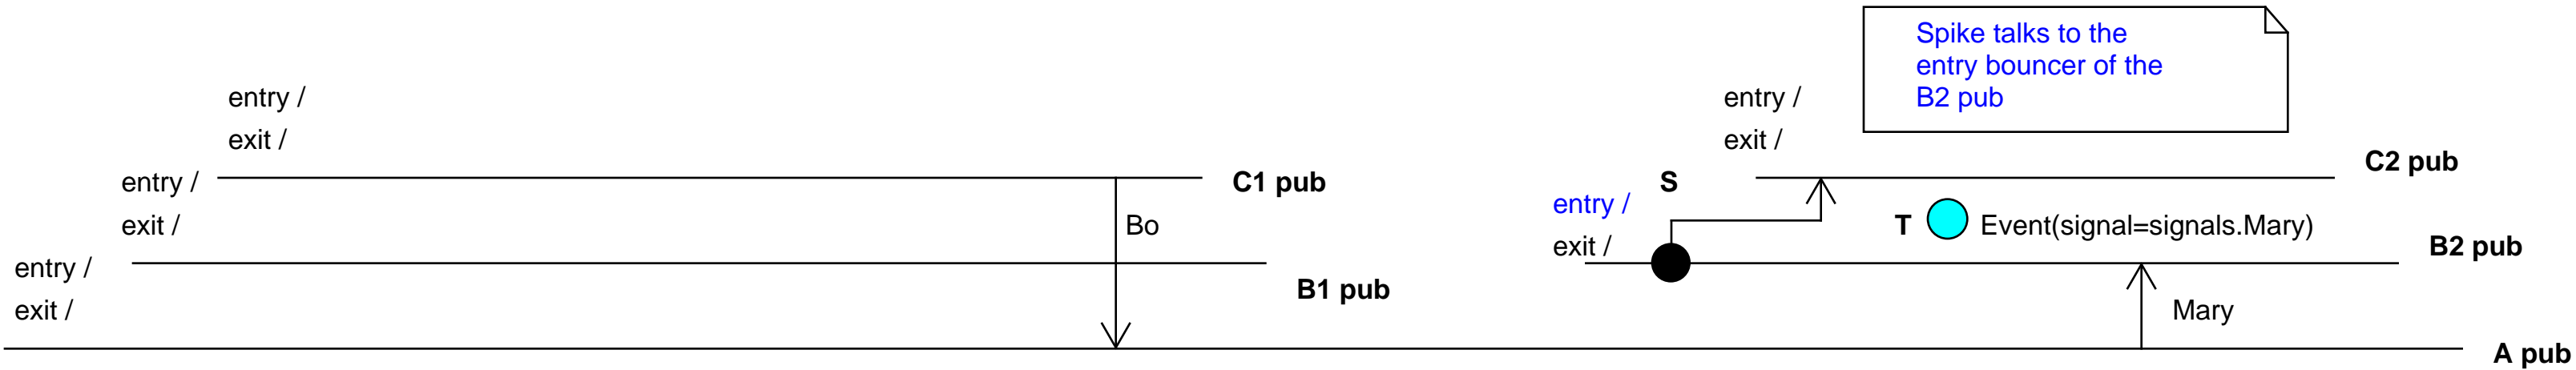 Spike talks to the
entry bouncer of the
B2 pub
entry /
exit /
entry /
exit /
C2 pub
entry /
exit /
C1 pub
S
entry /
exit /
Bo
T
Event(signal=signals.Mary)
B2 pub
entry /
exit /
B1 pub
Mary
A pub